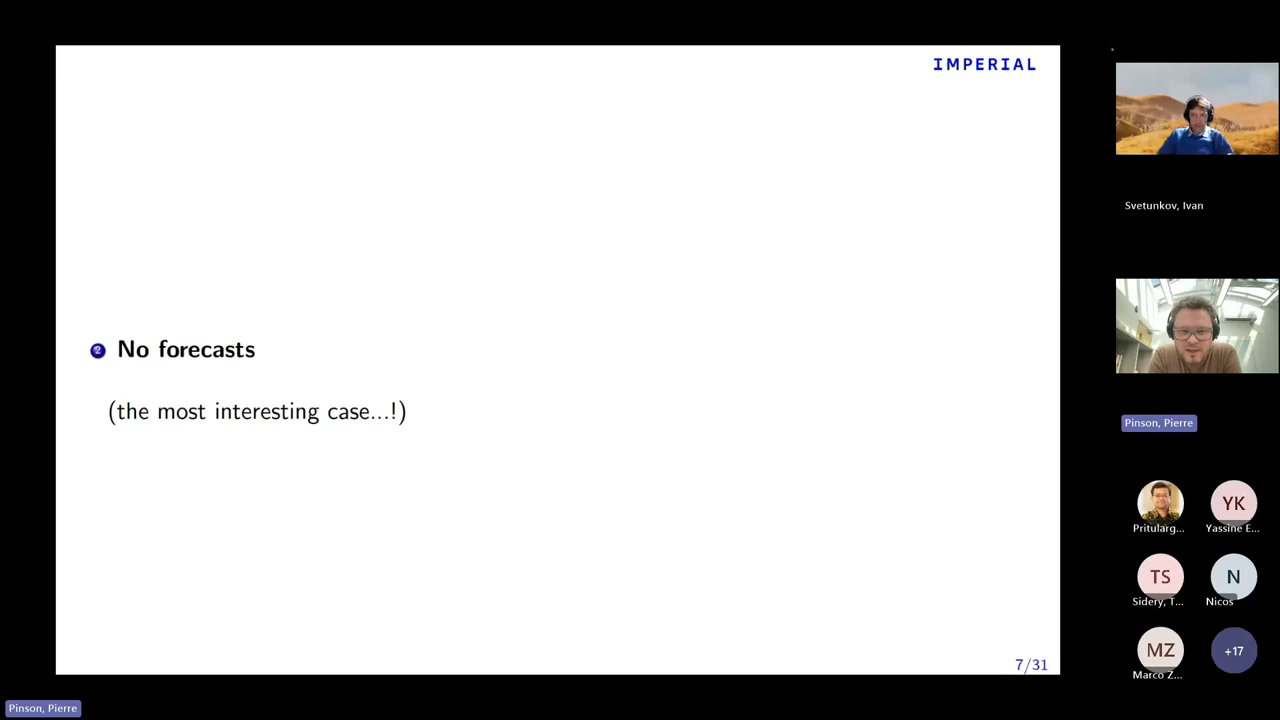 IMPERIAL
2 No forecasts
(the most interesting case...!)
7/31
Svetunkov, Ivan
Pinson, Pierre
Pritularg...
YK
Yassine E...
TS
Sidery, T...
N
Nicos
MZ
Marco Z...
+17
Pinson, Pierre